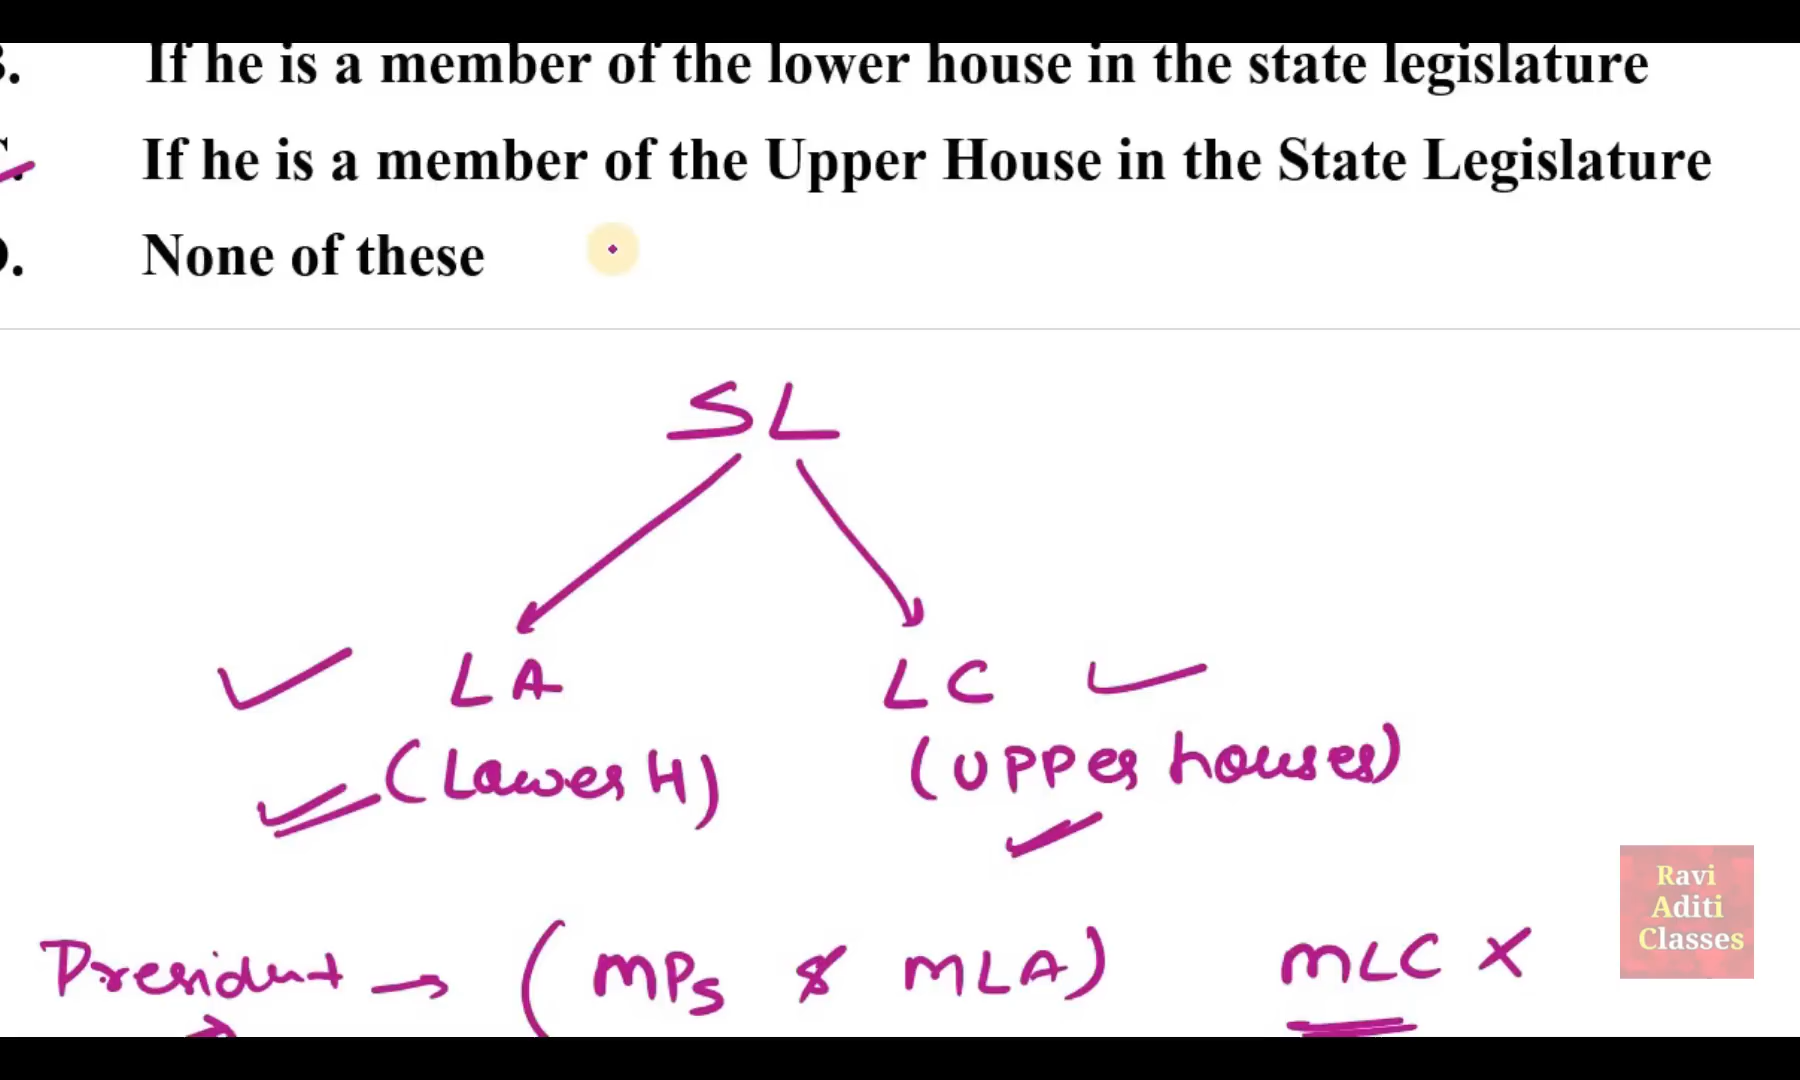 If he is a member of the lower house in the state legislature
If he is a member of the Upper House in the State Legislature
None of these
SL
LA LC
(Lower H) (Upper houses)
President → (MPs & MLA) MLC ×
Ravi
Aditi
Classes